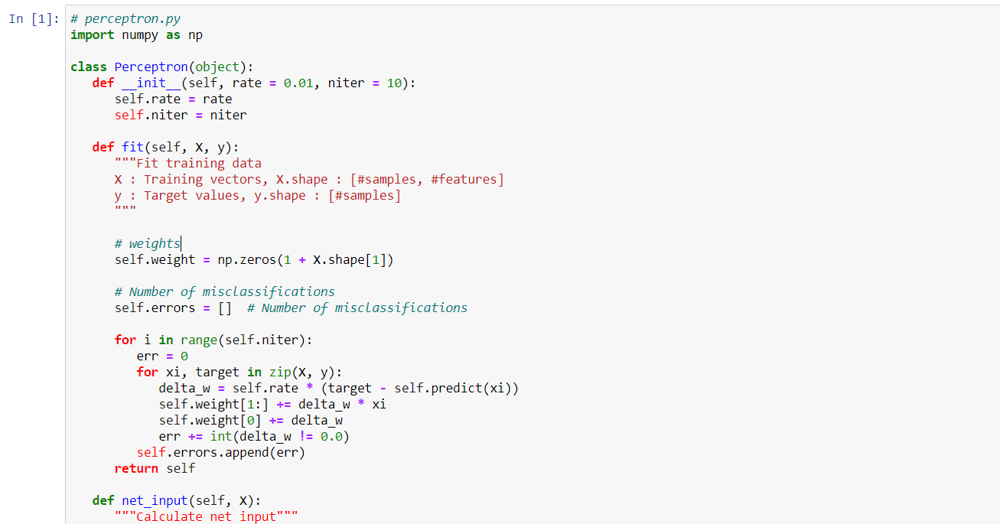 In [1]: # perceptron.py
import numpy as np

class Perceptron(object):
   def __init__(self, rate = 0.01, niter = 10):
      self.rate = rate
      self.niter = niter

   def fit(self, X, y):
      """Fit training data
      X : Training vectors, X.shape : [#samples, #features]
      y : Target values, y.shape : [#samples]
      """

      # weights
      self.weight = np.zeros(1 + X.shape[1])

      # Number of misclassifications
      self.errors = []  # Number of misclassifications

      for i in range(self.niter):
         err = 0
         for xi, target in zip(X, y):
            delta_w = self.rate * (target - self.predict(xi))
            self.weight[1:] += delta_w * xi
            self.weight[0] += delta_w
            err += int(delta_w != 0.0)
         self.errors.append(err)
      return self

   def net_input(self, X):
      """Calculate net input"""